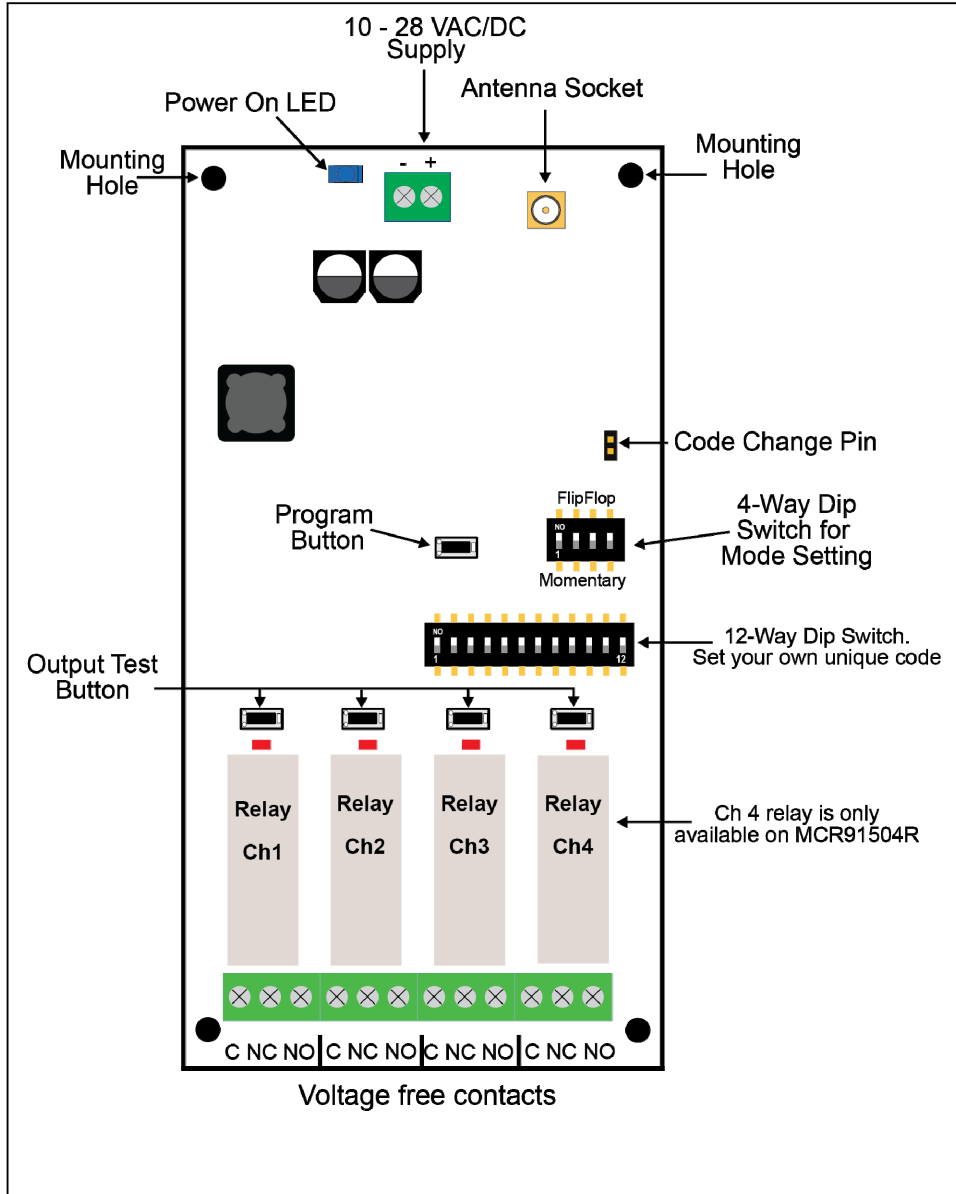 10 - 28 VAC/DC
Supply
Power On LED
Antenna Socket
Mounting
Hole
Mounting
Hole
- +
Code Change Pin
FlipFlop
4-Way Dip
Switch for
Mode Setting
NO
1
Momentary
Program
Button
NO
1 12
12-Way Dip Switch.
Set your own unique code
Output Test
Button
Relay
Ch1
Relay
Ch2
Relay
Ch3
Relay
Ch4
Ch 4 relay is only
available on MCR91504R
C NC NO C NC NO C NC NO C NC NO
Voltage free contacts